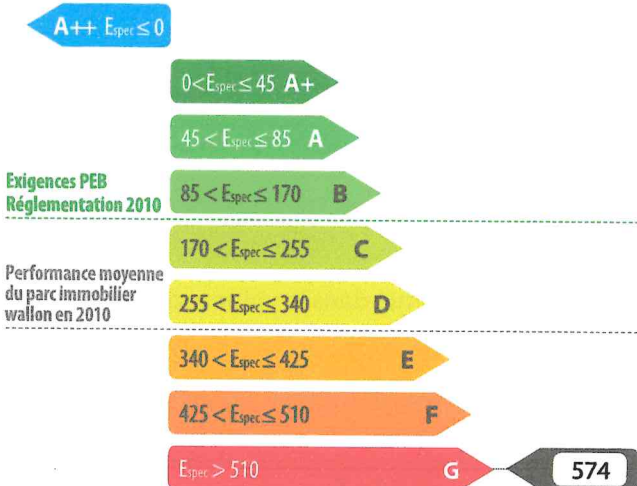 A++ Espec ≤ 0
0 < Espec ≤ 45 A+
45 < Espec ≤ 85 A
Exigences PEB
Réglementation 2010
85 < Espec ≤ 170 B
170 < Espec ≤ 255 C
Performance moyenne
du parc immobilier
wallon en 2010
255 < Espec ≤ 340 D
340 < Espec ≤ 425 E
425 < Espec ≤ 510 F
Espec > 510 G 574